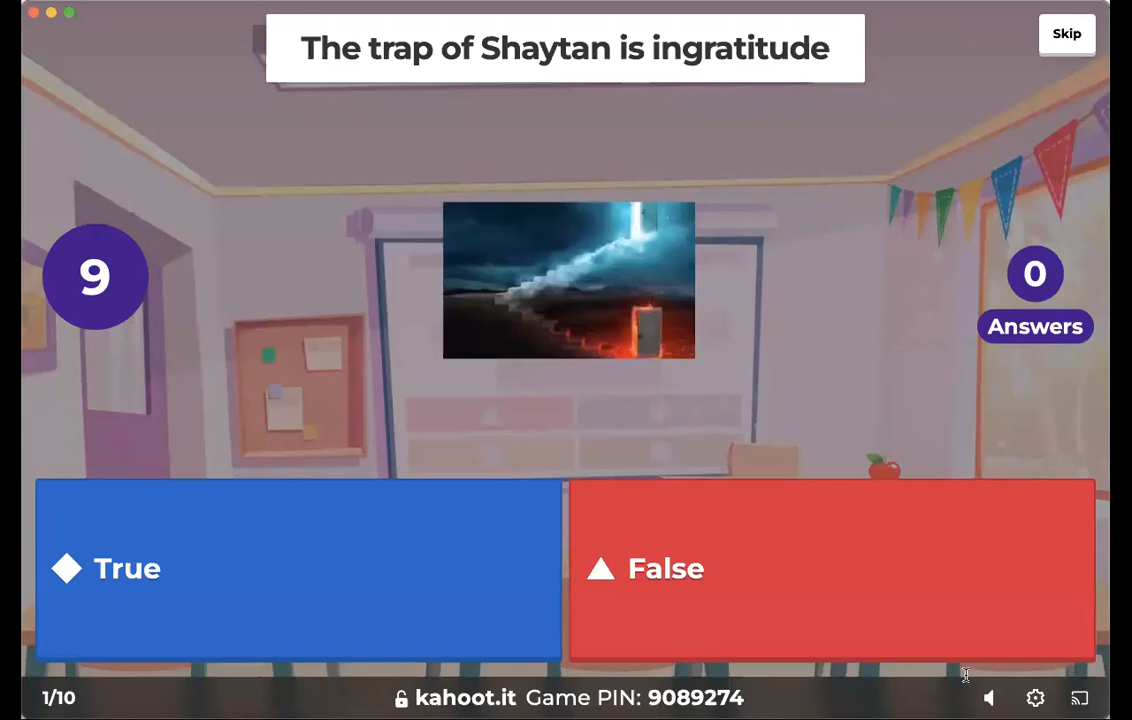 The trap of Shaytan is ingratitude
Skip
9
0
Answers
True
False
1/10
kahoot.it Game PIN: 9089274